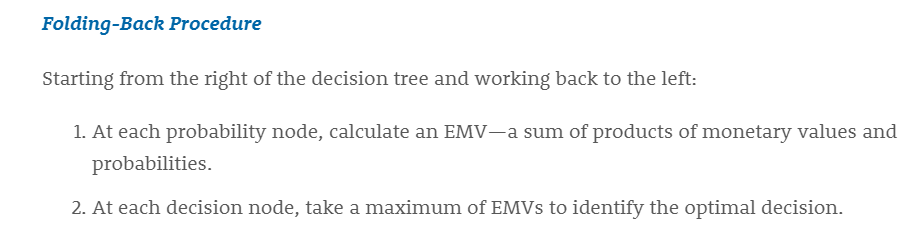 Folding-Back Procedure
Starting from the right of the decision tree and working back to the left:
1. At each probability node, calculate an EMV—a sum of products of monetary values and
probabilities.
2. At each decision node, take a maximum of EMVs to identify the optimal decision.